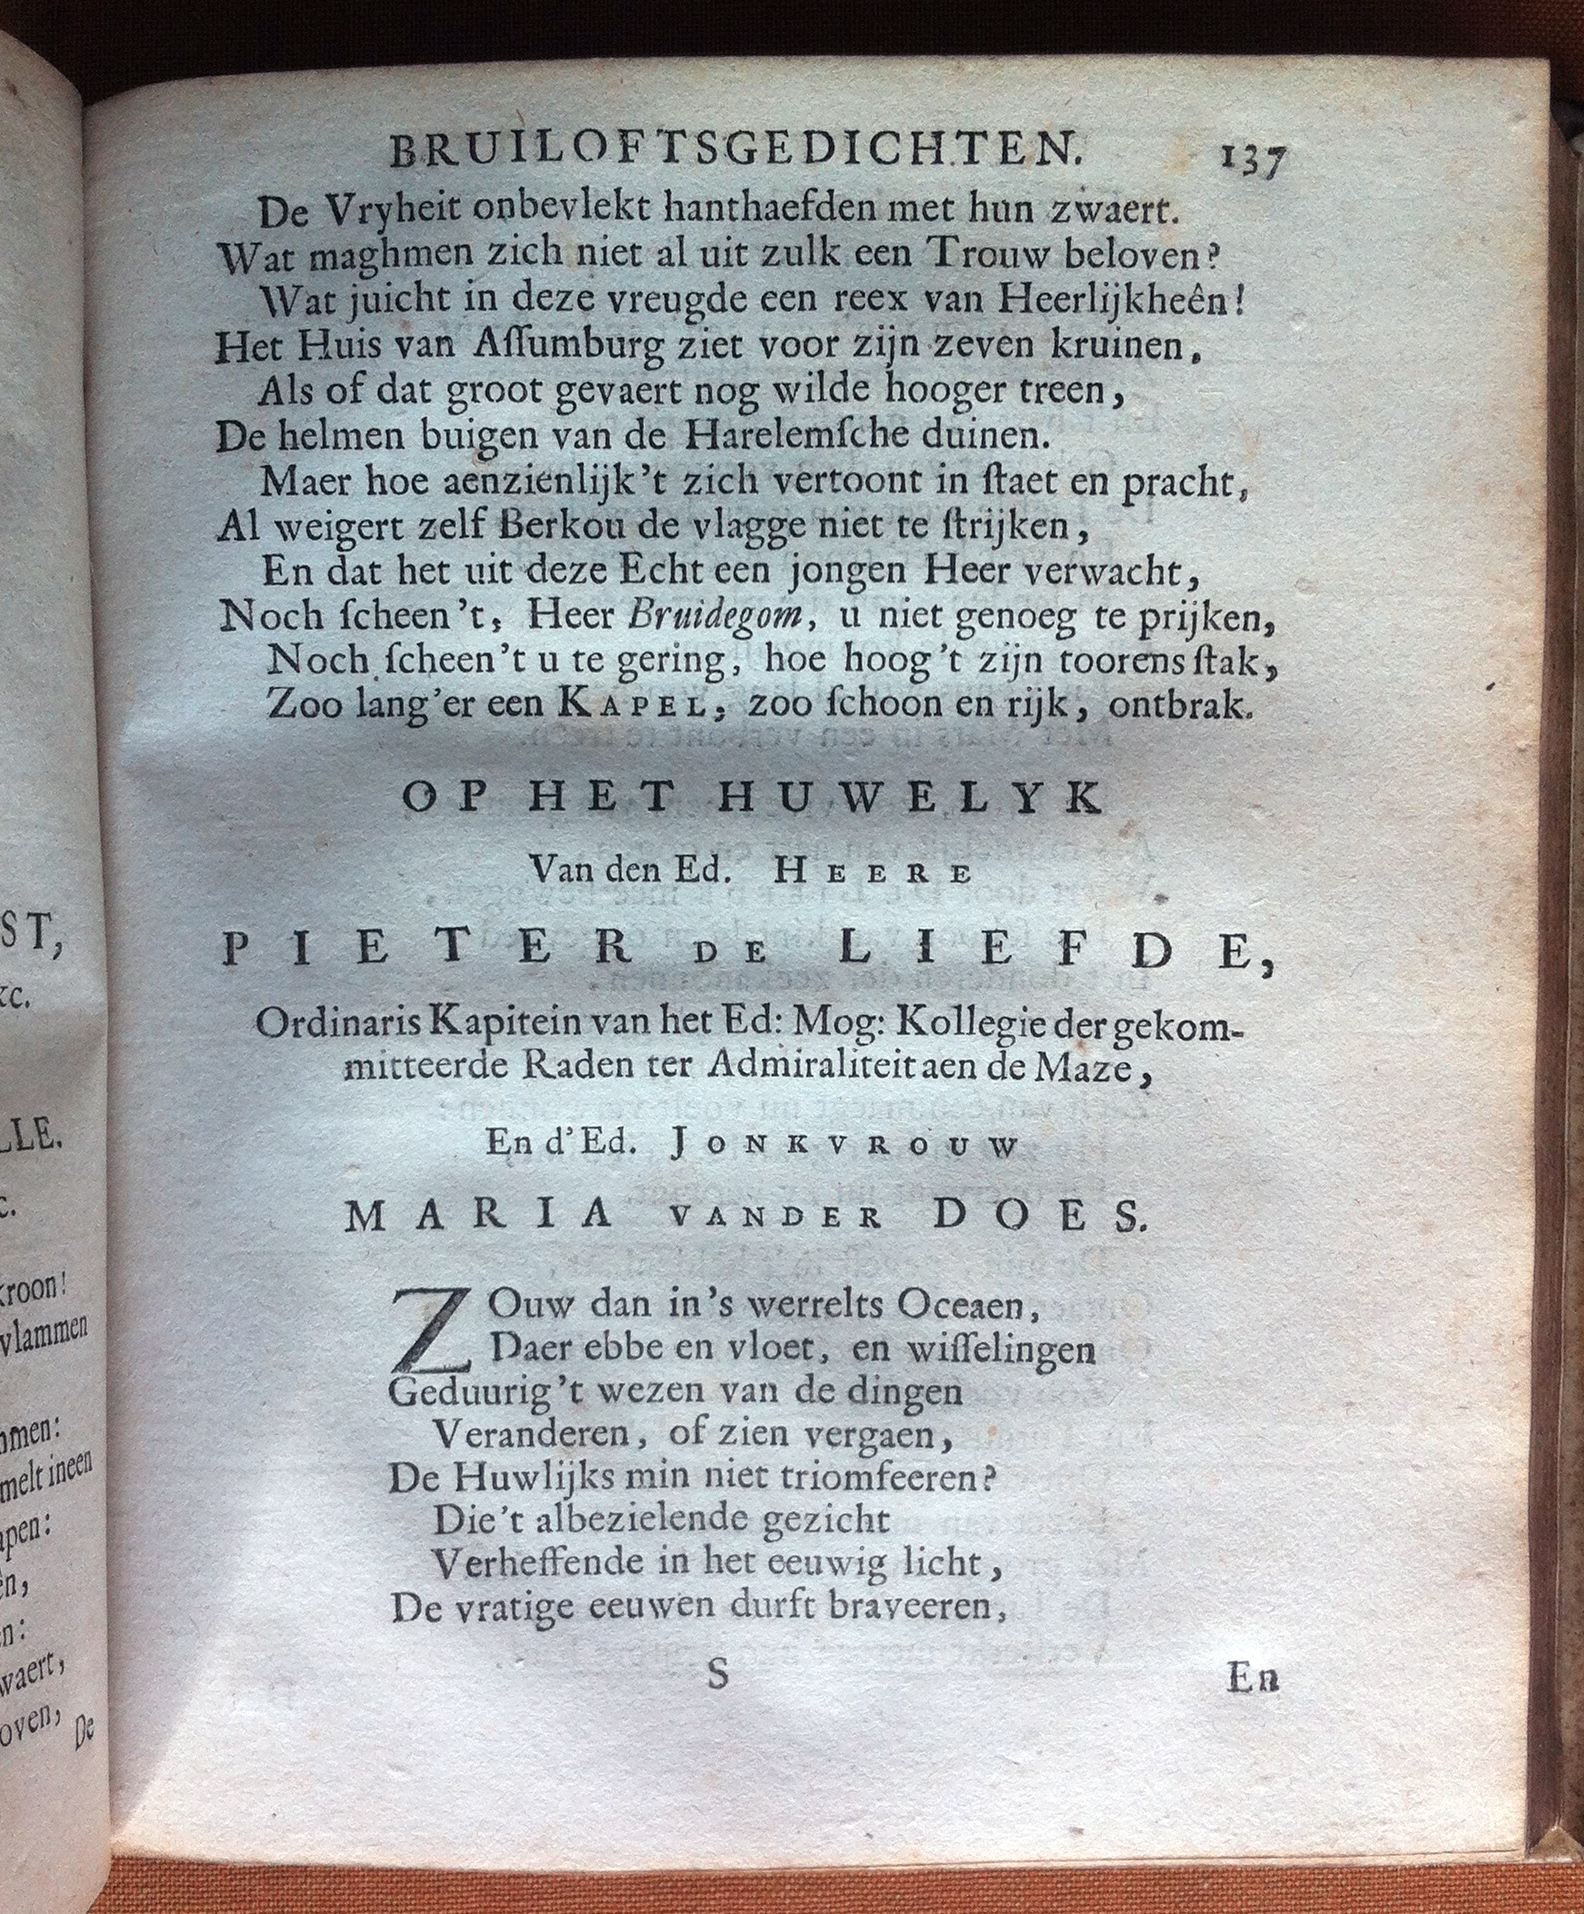 BRUILOFTSGEDICHTEN. 137
De Vryheit onbevlekt hanthaefden met hun zwaert.
Wat maghmen zich niet al uit zulk een Trouw beloven?
Wat juicht in deze vreugde een reex van Heerlijkheên!
Het Huis van Aſſumburg ziet voor zijn zeven kruinen,
Als of dat groot gevaert nog wilde hooger treen,
De helmen buigen van de Harelemſche duinen.
Maer hoe aenzienlijk't zich vertoont in ſtaet en pracht,
Al weigert zelf Berkou de vlagge niet te ſtrijken,
En dat het uit deze Echt een jongen Heer verwacht,
Noch ſcheen't, Heer Bruidegom, u niet genoeg te prijken,
Noch ſcheen't u te gering, hoe hoog't zijn toorens ſtak,
Zoo lang'er een KAPEL, zoo ſchoon en rijk, ontbrak.
OP HET HUWELYK
Van den Ed. HEERE
PIETER DE LIEFDE,
Ordinaris Kapitein van het Ed: Mog: Kollegie der gekom-
mitteerde Raden ter Admiraliteit aen de Maze,
En d'Ed. JONKVROUW
MARIA VANDER DOES.
ZOuw dan in's werrelts Oceaen,
Daer ebbe en vloet, en wiſſelingen
Geduurig't wezen van de dingen
Veranderen, of zien vergaen,
De Huwlijks min niet triomfeeren?
Die't albezielende gezicht
Verheffende in het eeuwig licht,
De vratige eeuwen durft braveeren,
S En
ST,
&c.
LLE.
c.
kroon!
vlammen
mmen:
melt ineen
apen:
ên,
n:
waert,
oven,
De